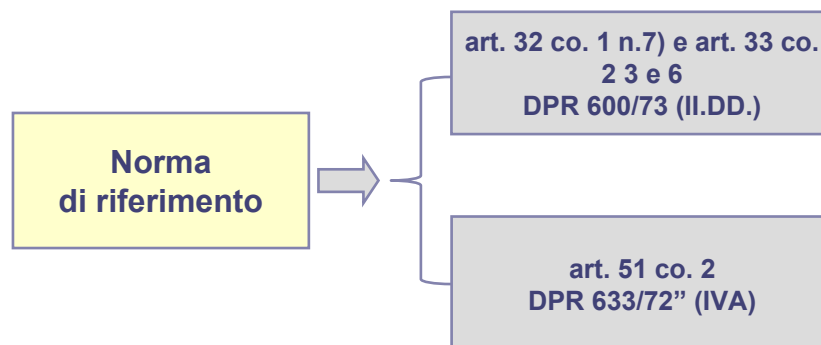 Norma
di riferimento
art. 32 co. 1 n.7) e art. 33 co.
2 3 e 6
DPR 600/73 (II.DD.)
art. 51 co. 2
DPR 633/72” (IVA)